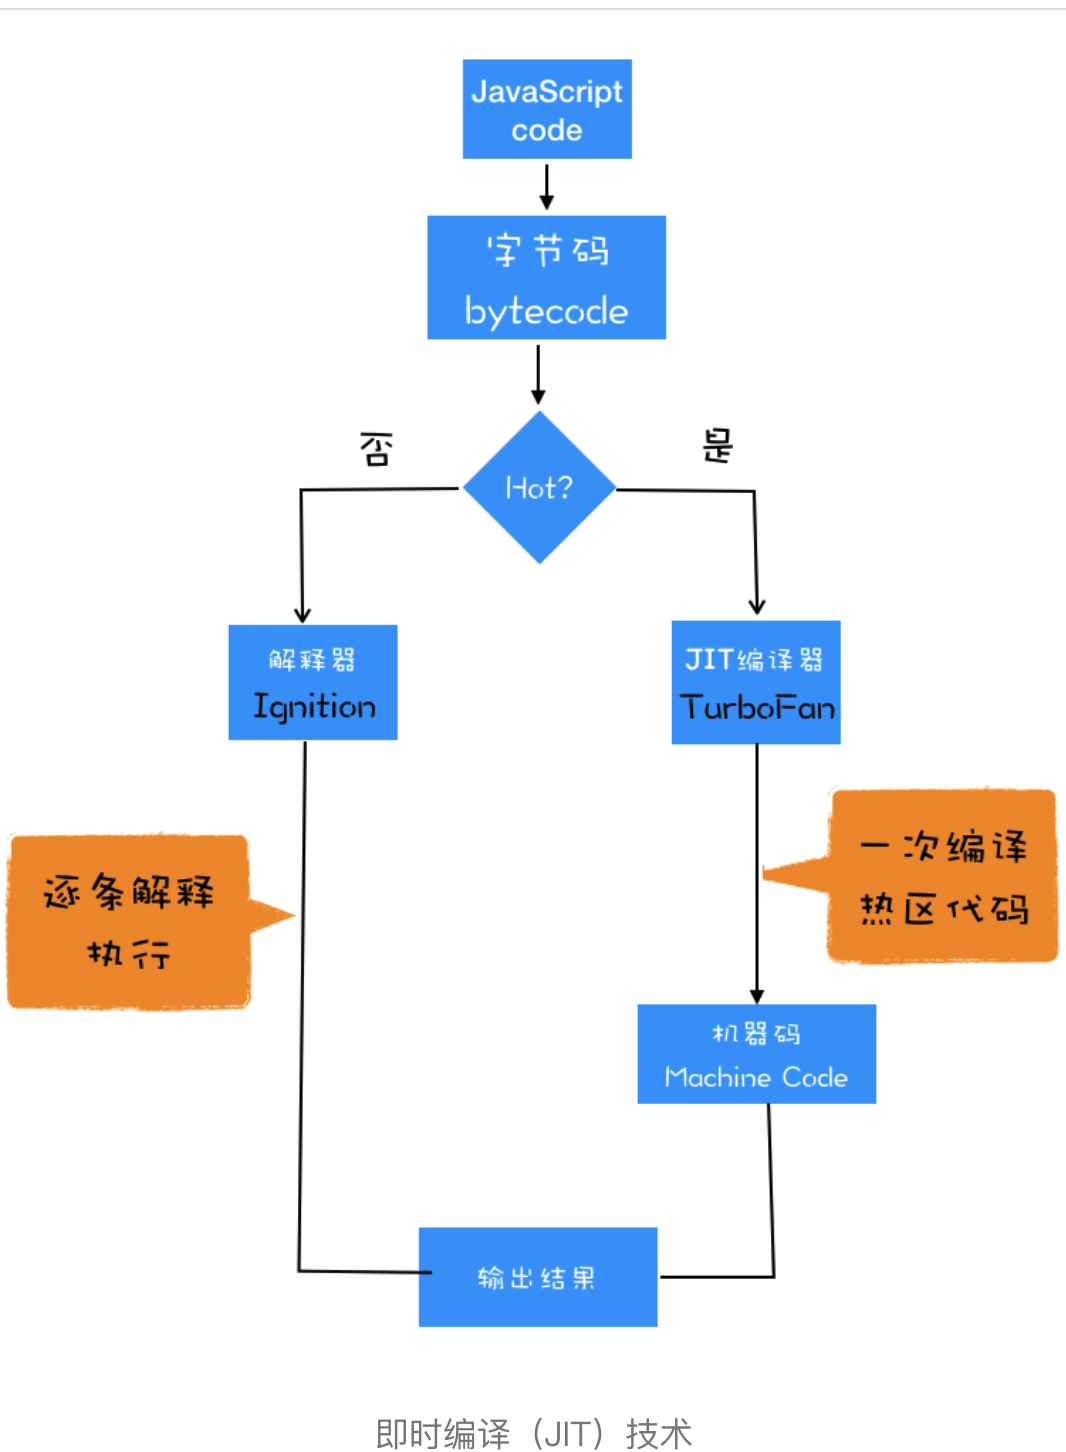 JavaScript
code
字节码
bytecode
否
是
Hot?
解释器
Ignition
JIT编译器
TurboFan
逐条解释
执行
一次编译
热区代码
机器码
Machine Code
输出结果
即时编译（JIT）技术